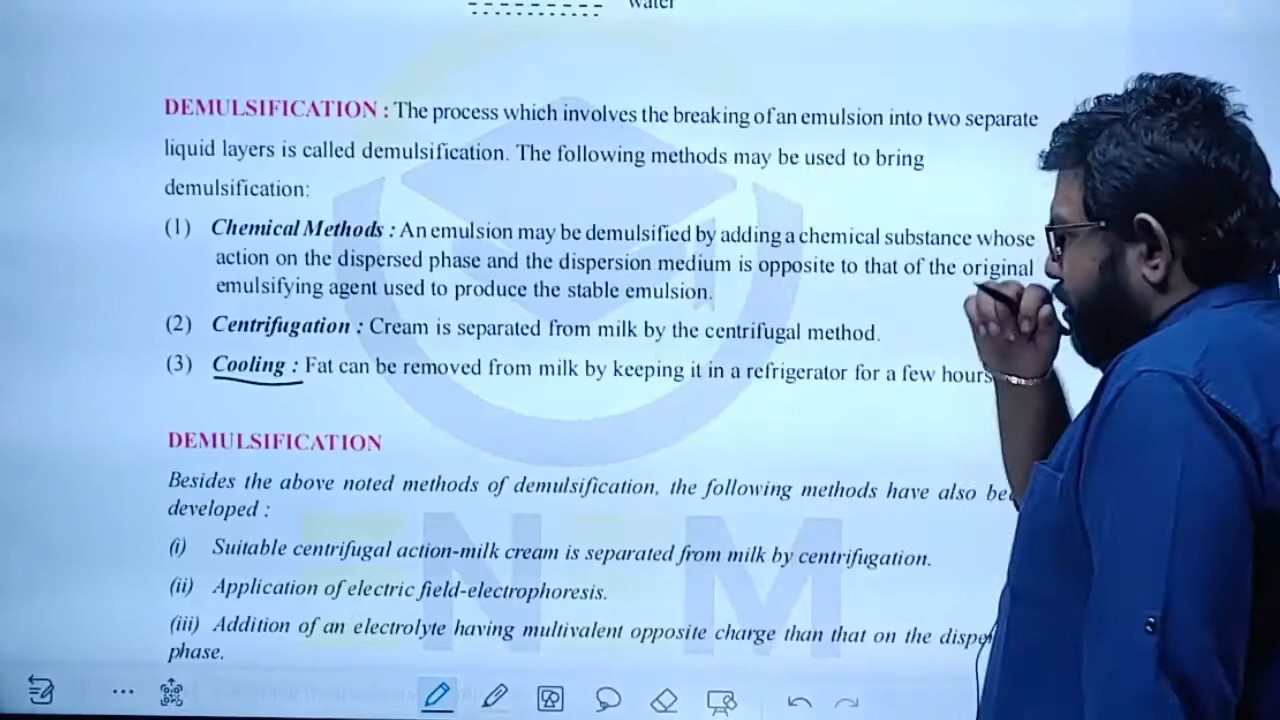 water
DEMULSIFICATION : The process which involves the breaking of an emulsion into two separate
liquid layers is called demulsification. The following methods may be used to bring
demulsification:
(1) Chemical Methods : An emulsion may be demulsified by adding a chemical substance whose
action on the dispersed phase and the dispersion medium is opposite to that of the original
emulsifying agent used to produce the stable emulsion.
(2) Centrifugation : Cream is separated from milk by the centrifugal method.
(3) Cooling : Fat can be removed from milk by keeping it in a refrigerator for a few hours
DEMULSIFICATION
Besides the above noted methods of demulsification, the following methods have also be
developed :
(i) Suitable centrifugal action-milk cream is separated from milk by centrifugation.
(ii) Application of electric field-electrophoresis.
(iii) Addition of an electrolyte having multivalent opposite charge than that on the dispe
phase.